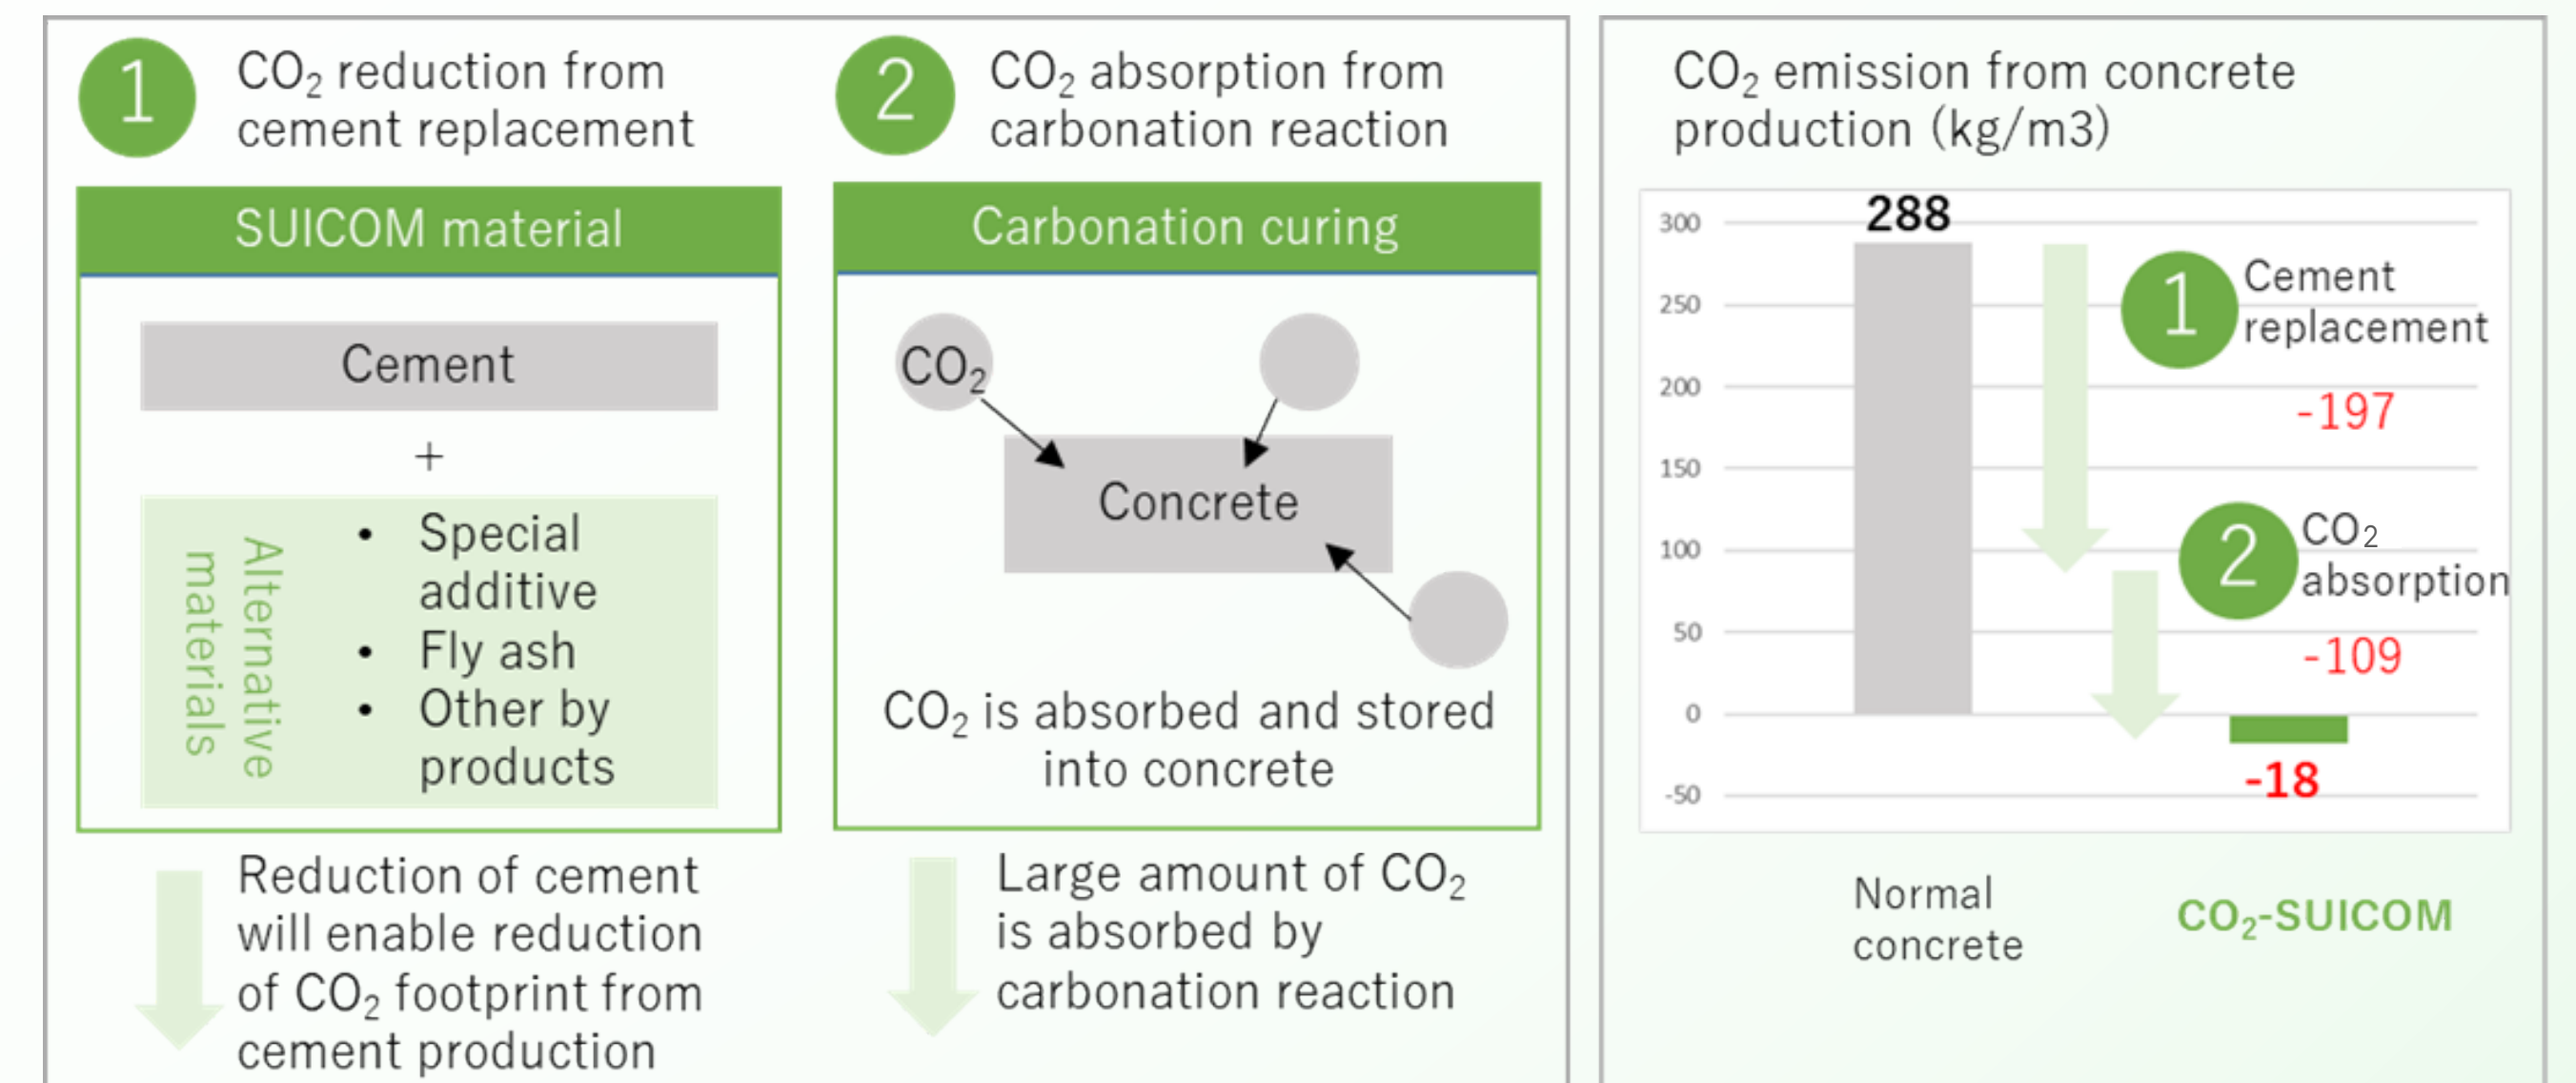 1
CO₂ reduction from
cement replacement
SUICOM material
Cement
+
Alternative
materials
• Special
additive
• Fly ash
• Other by
products
Reduction of cement
will enable reduction
of CO₂ footprint from
cement production
2
CO₂ absorption from
carbonation reaction
Carbonation curing
CO₂
Concrete
CO₂ is absorbed and stored
into concrete
Large amount of CO₂
is absorbed by
carbonation reaction
CO₂ emission from concrete
production (kg/m3)
300
250
200
150
100
50
0
-50
288
1
Cement
replacement
-197
2
CO₂
absorption
-109
-18
Normal
concrete
CO₂-SUICOM